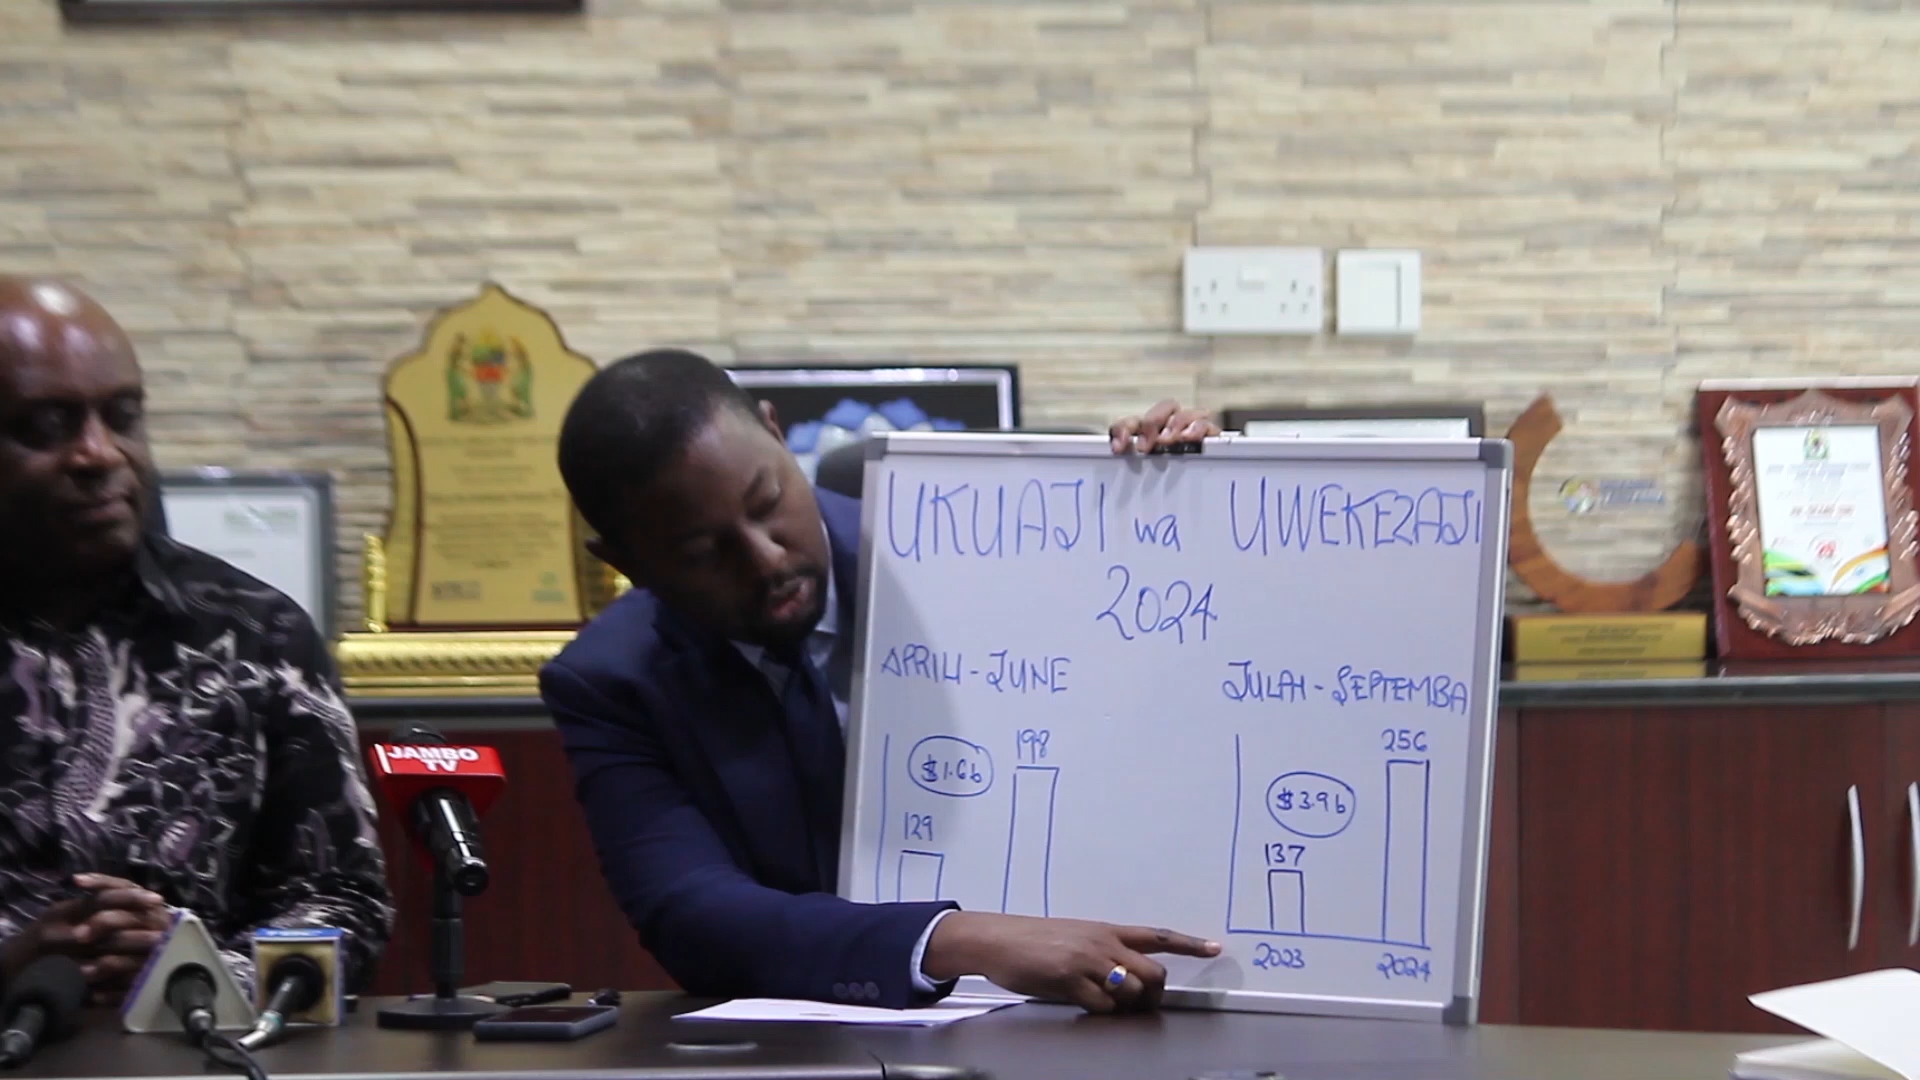 UKUAJI wa UWEKEZAJI
2024
APRILI-JUNE
JULAI-SEPTEMBA
$1.6b
198
129
256
$3.9b
137
2023
2024
JAMBO
TV